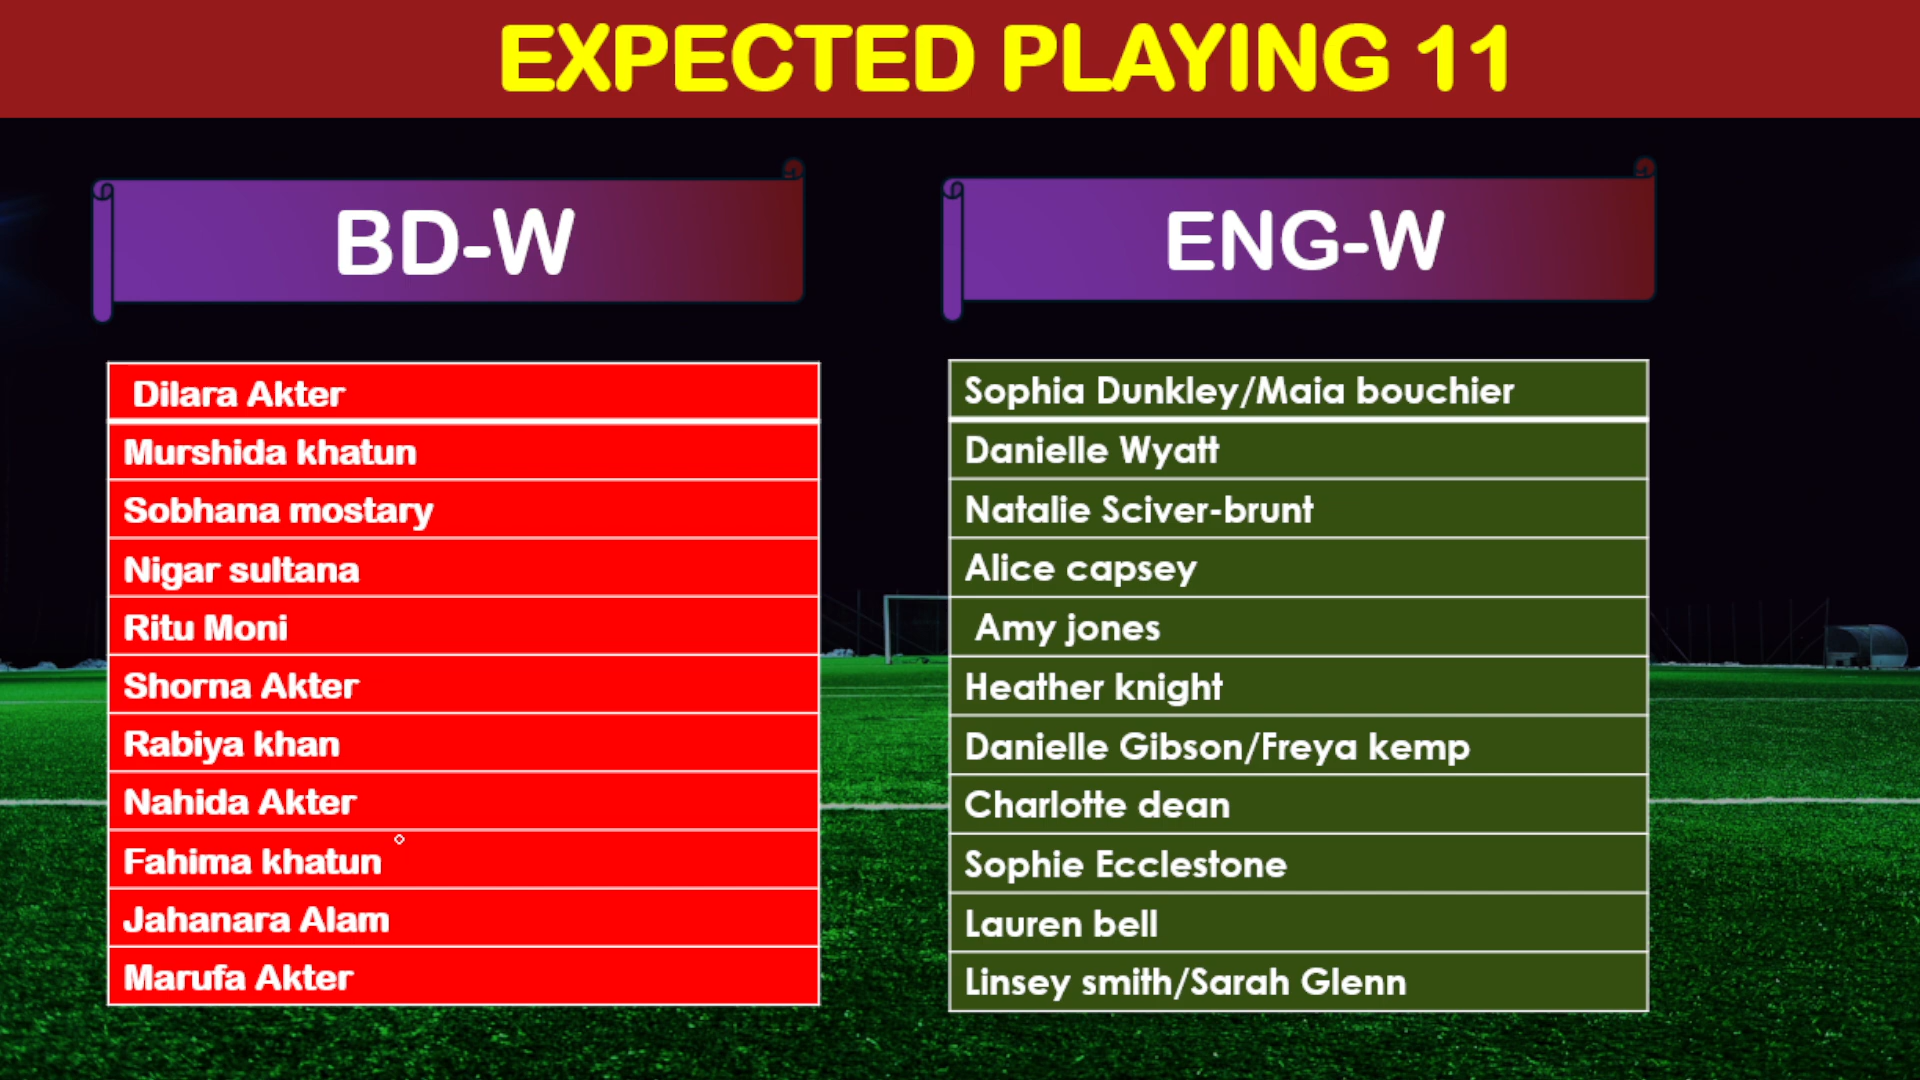 EXPECTED PLAYING 11
BD-W
Dilara Akter
Murshida khatun
Sobhana mostary
Nigar sultana
Ritu Moni
Shorna Akter
Rabiya khan
Nahida Akter
Fahima khatun
Jahanara Alam
Marufa Akter
ENG-W
Sophia Dunkley/Maia bouchier
Danielle Wyatt
Natalie Sciver-brunt
Alice capsey
Amy jones
Heather knight
Danielle Gibson/Freya kemp
Charlotte dean
Sophie Ecclestone
Lauren bell
Linsey smith/Sarah Glenn